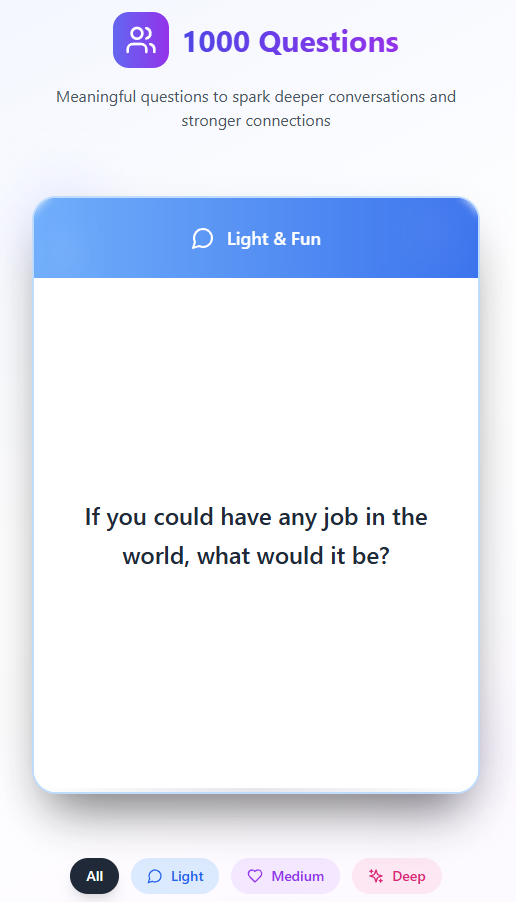 1000 Questions
Meaningful questions to spark deeper conversations and
stronger connections
Light & Fun
If you could have any job in the
world, what would it be?
All
Light
Medium
Deep